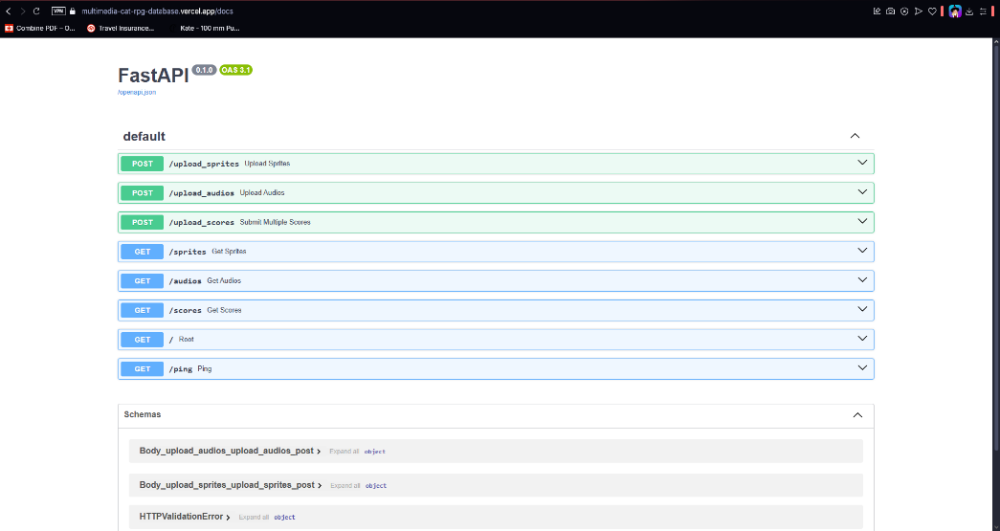 VPN multimedia-cat-rpg-database.vercel.app/docs
Combine PDF – O... Travel Insurance... Kate – 100 mm Pu...
FastAPI 0.1.0 OAS 3.1
/openapi.json
default
POST /upload_sprites Upload Sprites
POST /upload_audios Upload Audios
POST /upload_scores Submit Multiple Scores
GET /sprites Get Sprites
GET /audios Get Audios
GET /scores Get Scores
GET / Root
GET /ping Ping
Schemas
Body_upload_audios_upload_audios_post Expand all object
Body_upload_sprites_upload_sprites_post Expand all object
HTTPValidationError Expand all object